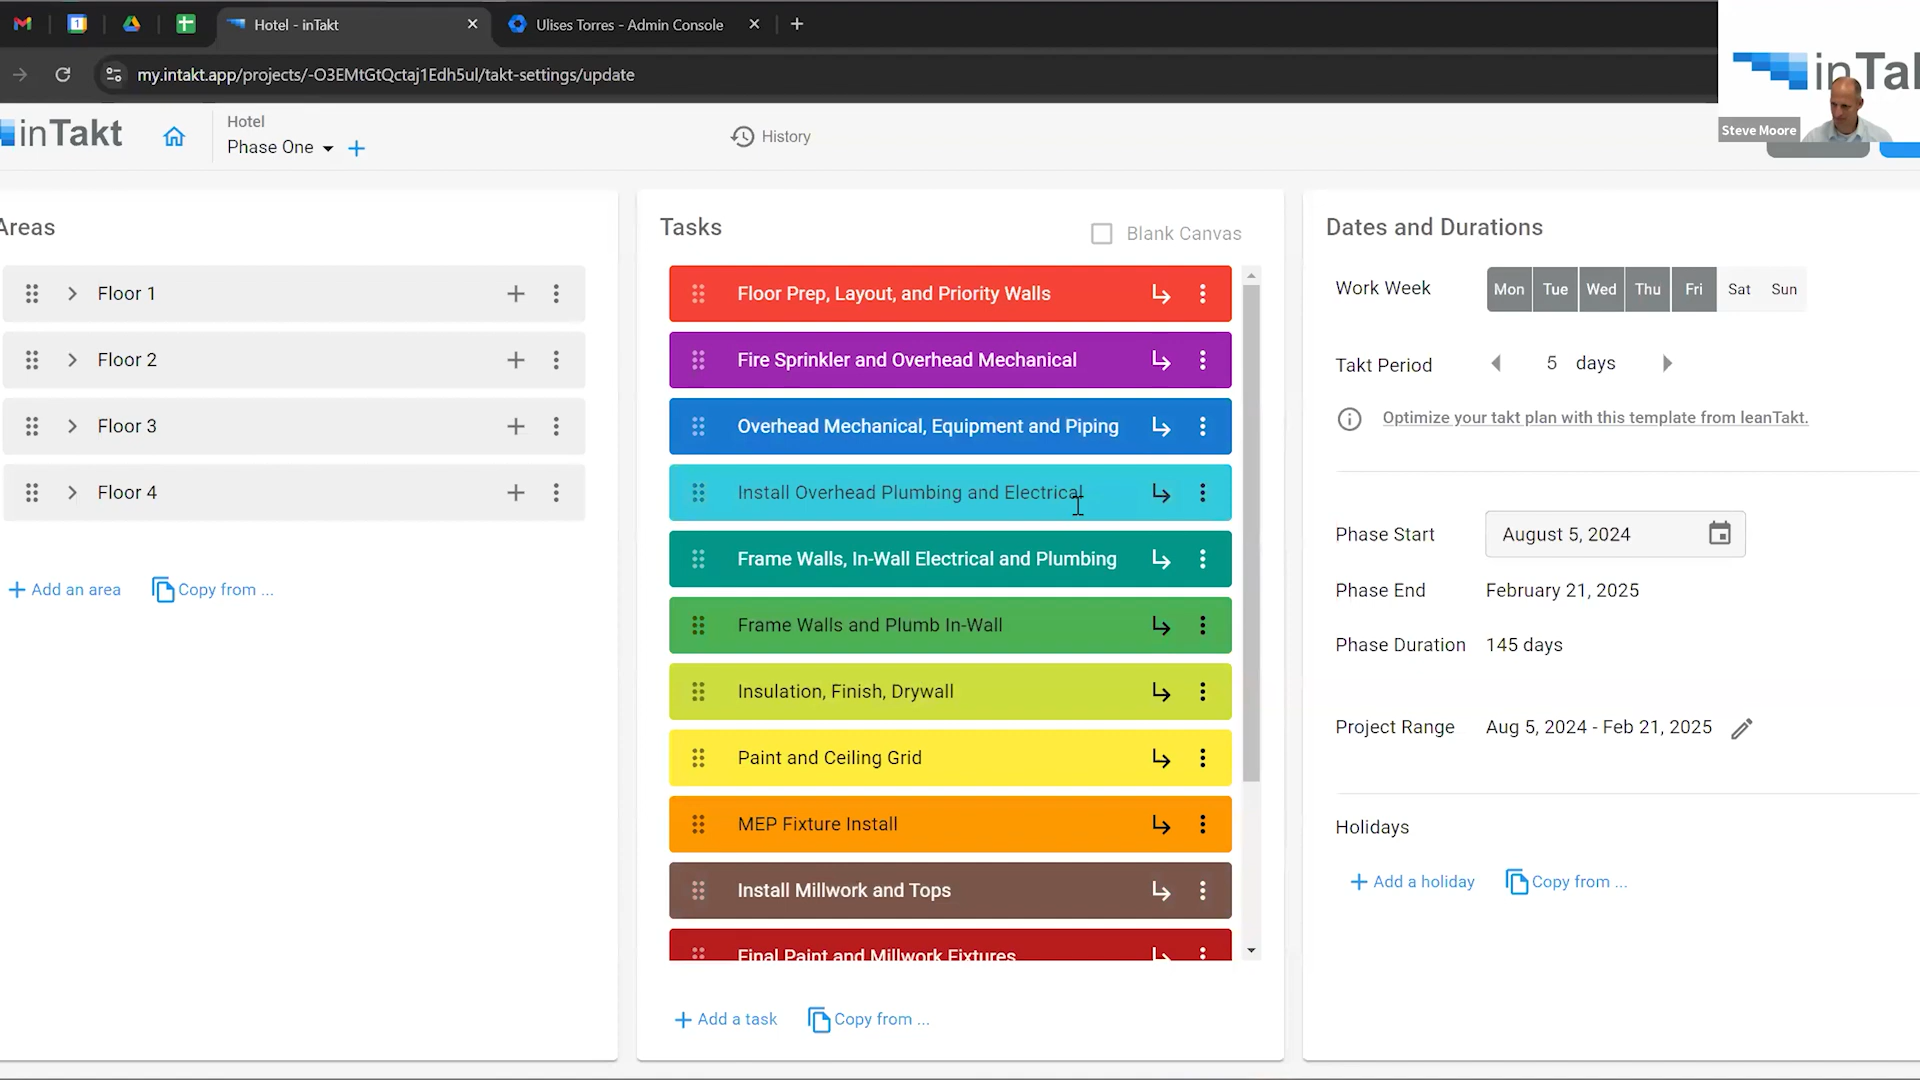 Hotel - inTakt
Ulises Torres - Admin Console
my.intakt.app/projects/-O3EMtGtQctaj1Edh5ul/takt-settings/update
inTak
Steve Moore
inTakt
Hotel
Phase One
History
Areas
Floor 1
Floor 2
Floor 3
Floor 4
Add an area
Copy from ...
Tasks
Blank Canvas
Floor Prep, Layout, and Priority Walls
Fire Sprinkler and Overhead Mechanical
Overhead Mechanical, Equipment and Piping
Install Overhead Plumbing and Electrical
Frame Walls, In-Wall Electrical and Plumbing
Frame Walls and Plumb In-Wall
Insulation, Finish, Drywall
Paint and Ceiling Grid
MEP Fixture Install
Install Millwork and Tops
Final Paint and Millwork Fixtures
Add a task
Copy from ...
Dates and Durations
Work Week
Mon Tue Wed Thu Fri Sat Sun
Takt Period 5 days
Optimize your takt plan with this template from leanTakt.
Phase Start August 5, 2024
Phase End February 21, 2025
Phase Duration 145 days
Project Range Aug 5, 2024 - Feb 21, 2025
Holidays
Add a holiday
Copy from ...